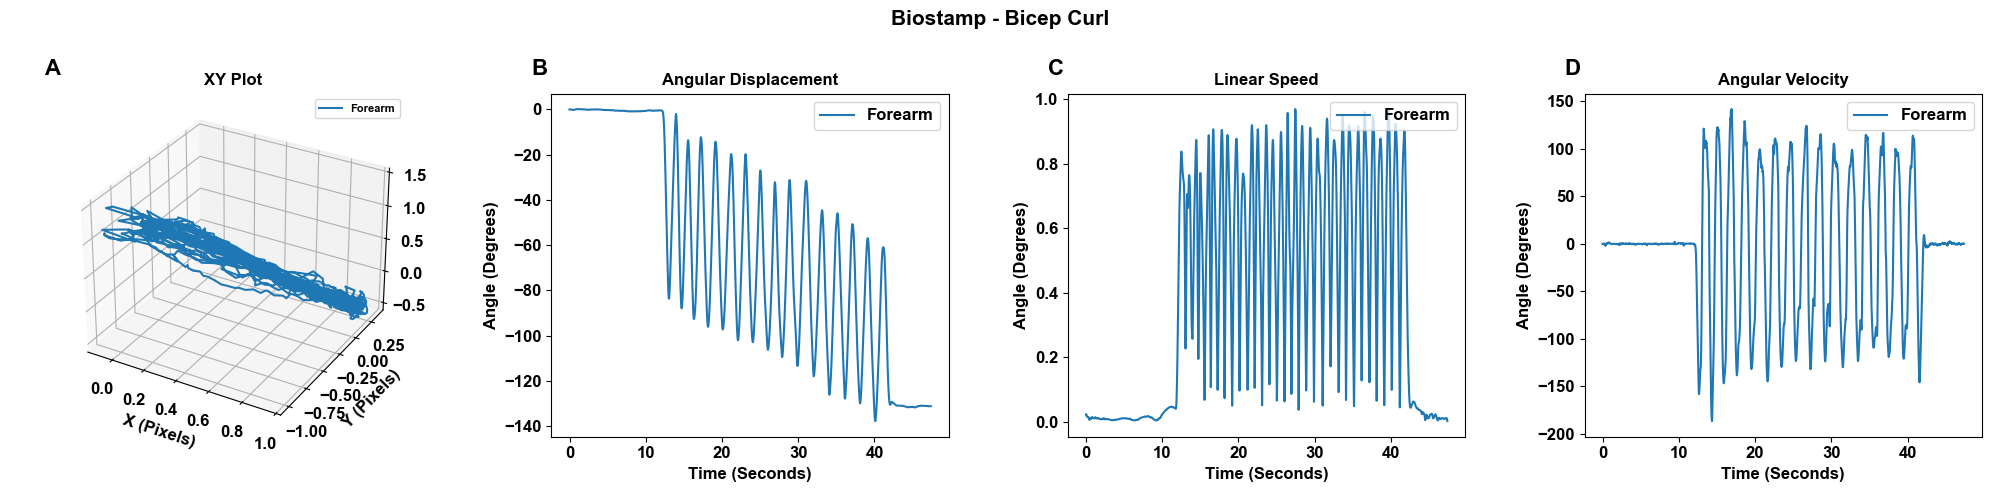 Biostamp - Bicep Curl
A
XY Plot
Forearm
1.5
1.0
0.5
0.0
−0.5
0.25
0.00
−0.25
−0.50
−0.75
−1.00
Y (Pixels)
0.0
0.2
0.4
0.6
0.8
1.0
X (Pixels)
B
Angular Displacement
Forearm
0
−20
−40
−60
−80
−100
−120
−140
Angle (Degrees)
0 10 20 30 40
Time (Seconds)
C
Linear Speed
Forearm
1.0
0.8
0.6
0.4
0.2
0.0
Angle (Degrees)
0 10 20 30 40
Time (Seconds)
D
Angular Velocity
Forearm
150
100
50
0
−50
−100
−150
−200
Angle (Degrees)
0 10 20 30 40
Time (Seconds)